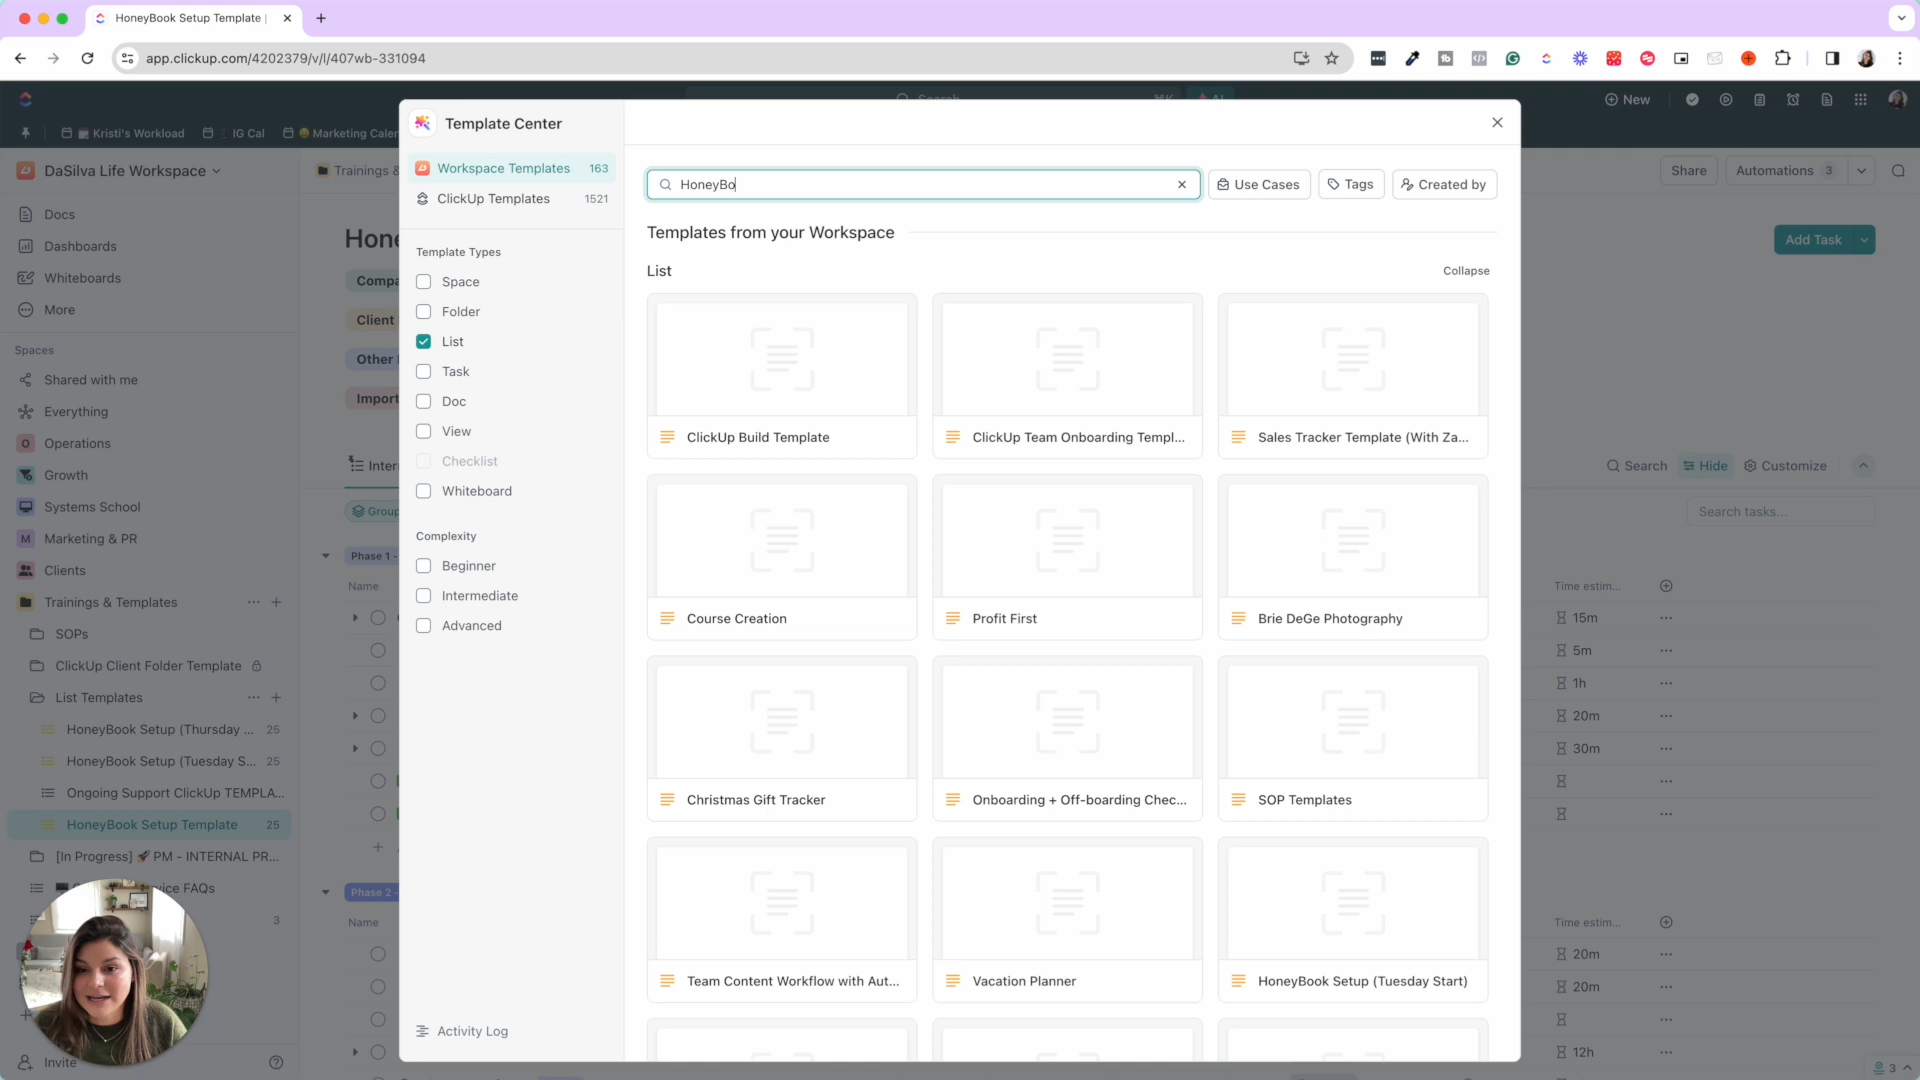 HoneyBook Setup Template |
app.clickup.com/4202379/v/l/407wb-331094
Search
⌘K
AI
New
Kristi's Workload
IG Cal
Marketing Calen
DaSilva Life Workspace
Trainings &
Share
Automations 3
Docs
Dashboards
Whiteboards
More
Spaces
Shared with me
Everything
Operations
Growth
Systems School
Marketing & PR
Clients
Trainings & Templates
SOPs
ClickUp Client Folder Template
List Templates
HoneyBook Setup (Thursday ... 25
HoneyBook Setup (Tuesday S... 25
Ongoing Support ClickUp TEMPLA...
HoneyBook Setup Template 25
[In Progress] 🚀 PM - INTERNAL PR...
vice FAQs
3
Invite
Hone
Compa
Client
Other
Import
Inter
Group
Phase 1 -
Name
Phase 2 -
Name
Template Center
Workspace Templates 163
ClickUp Templates 1521
Template Types
Space
Folder
List
Task
Doc
View
Checklist
Whiteboard
Complexity
Beginner
Intermediate
Advanced
Activity Log
HoneyBo
Use Cases
Tags
Created by
Templates from your Workspace
List
Collapse
ClickUp Build Template
ClickUp Team Onboarding Templ...
Sales Tracker Template (With Za...
Course Creation
Profit First
Brie DeGe Photography
Christmas Gift Tracker
Onboarding + Off-boarding Chec...
SOP Templates
Team Content Workflow with Aut...
Vacation Planner
HoneyBook Setup (Tuesday Start)
Add Task
Search
Hide
Customize
Search tasks...
Time estim...
15m
5m
1h
20m
30m
Time estim...
20m
20m
12h
3